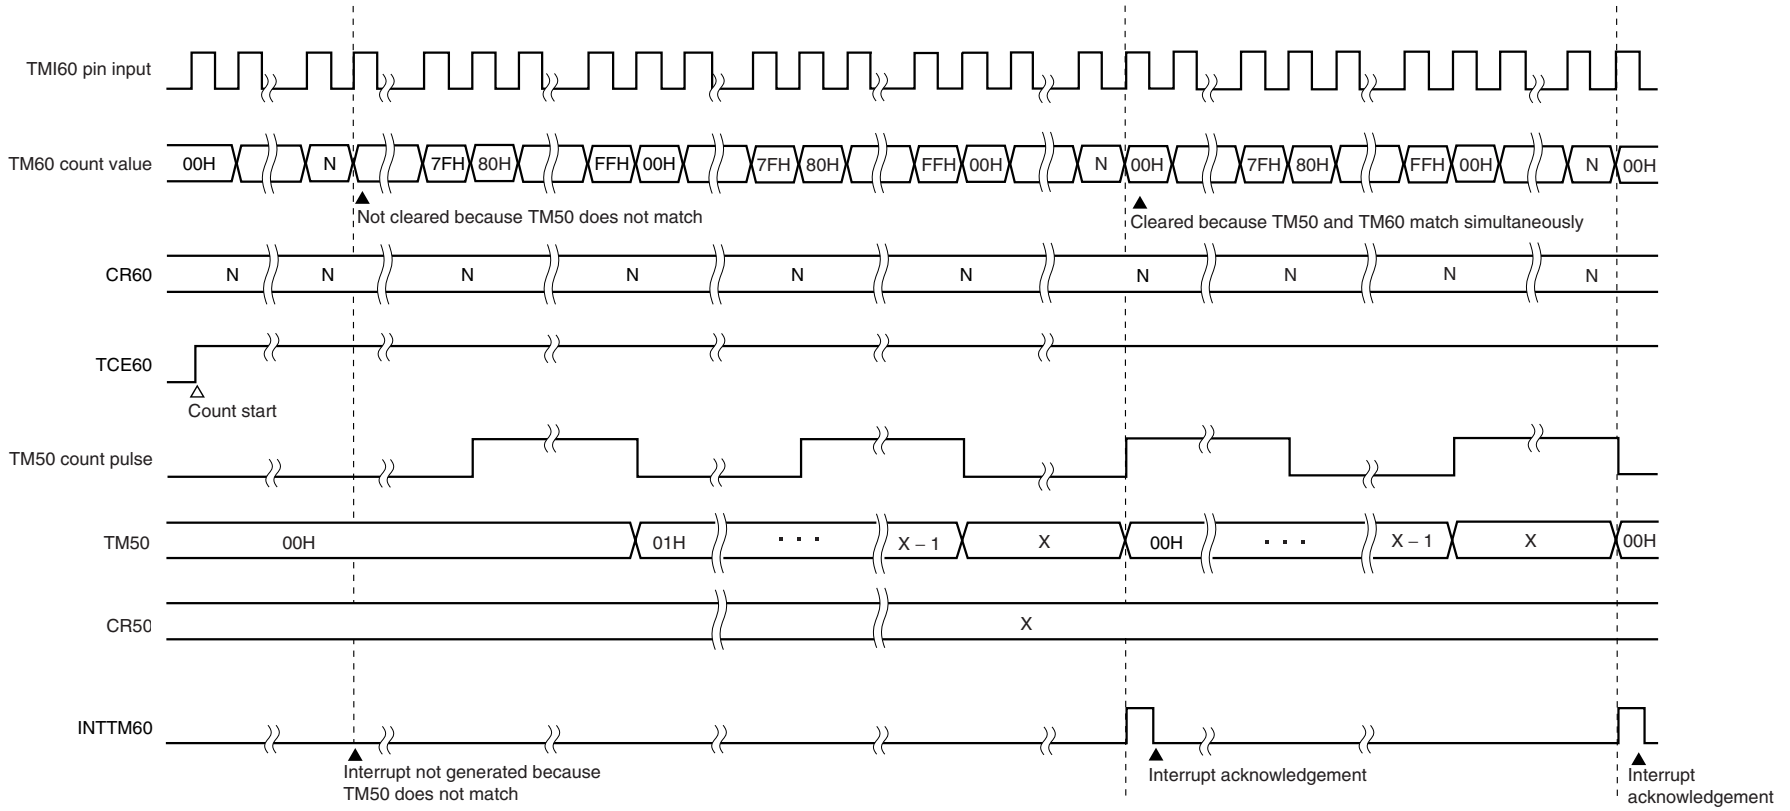 TMI60 pin input
TM60 count value 00H N 7FH 80H FFH 00H 7FH 80H FFH 00H N 00H 7FH 80H FFH 00H N 00H
Not cleared because TM50 does not match
Cleared because TM50 and TM60 match simultaneously
CR60 N N N N N N N N N N
TCE60
Count start
TM50 count pulse
TM50 00H 01H · · · X – 1 X 00H · · · X – 1 X 00H
CR50 X
INTTM60
Interrupt not generated because
TM50 does not match
Interrupt acknowledgement
Interrupt
acknowledgement